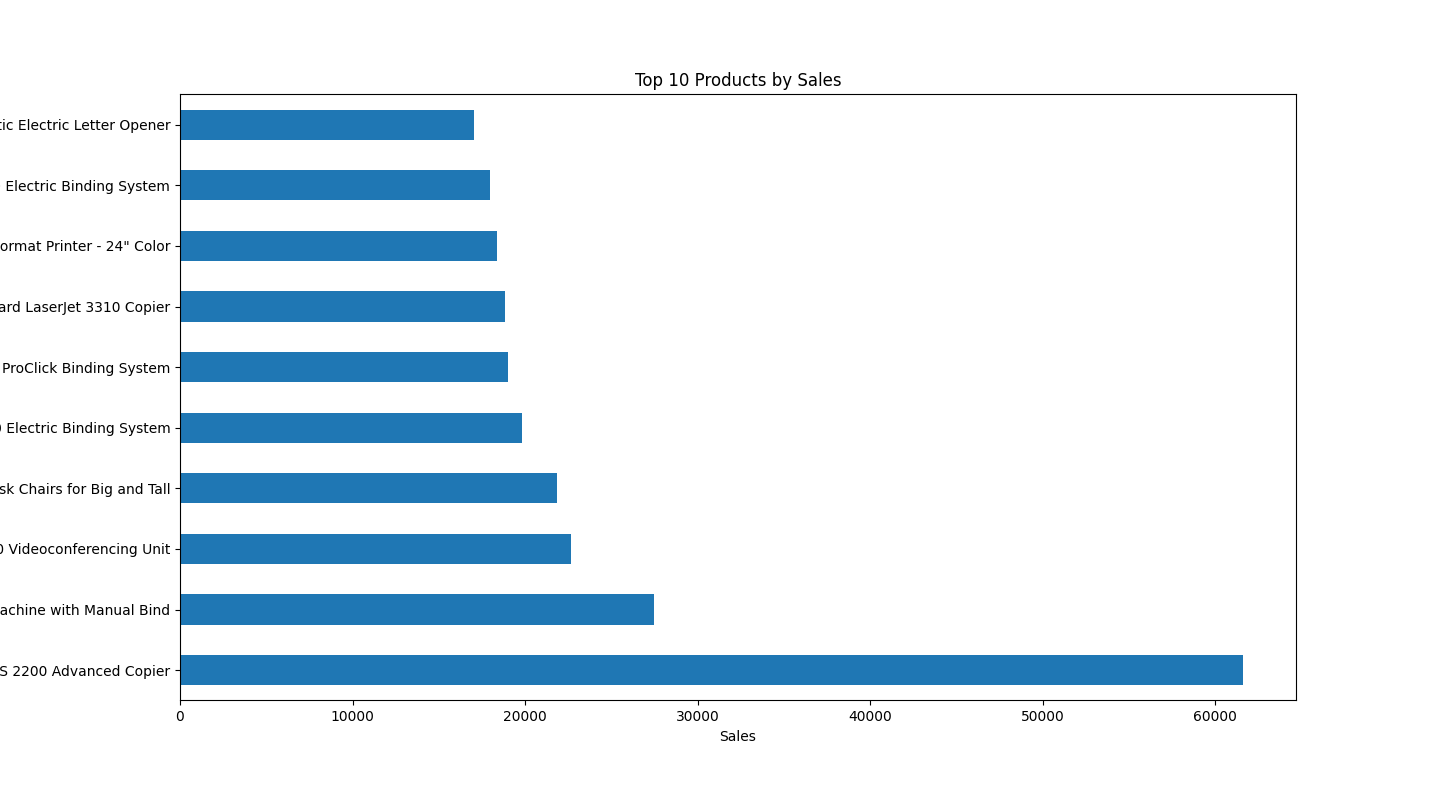 Top 10 Products by Sales
tic Electric Letter Opener
Electric Binding System
ormat Printer - 24" Color
ard LaserJet 3310 Copier
ProClick Binding System
Electric Binding System
sk Chairs for Big and Tall
0 Videoconferencing Unit
achine with Manual Bind
S 2200 Advanced Copier
0 10000 20000 30000 40000 50000 60000
Sales